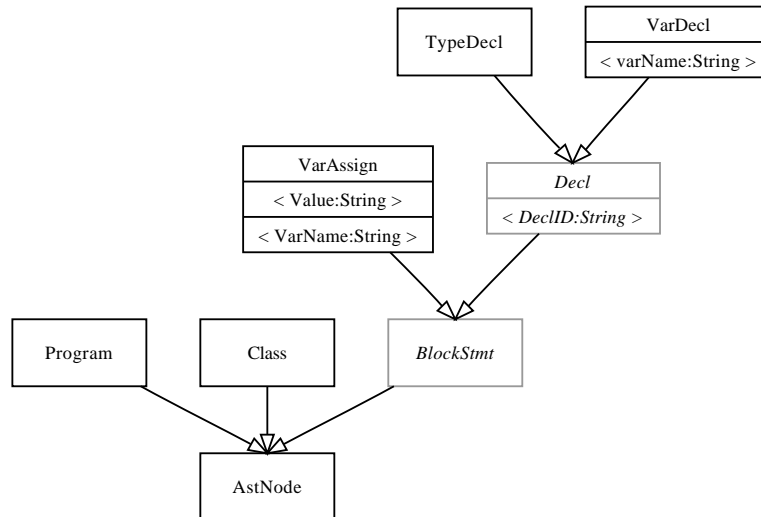 TypeDecl
VarDecl
< varName:String >
VarAssign
< Value:String >
< VarName:String >
Decl
< DeclID:String >
Program
Class
BlockStmt
AstNode